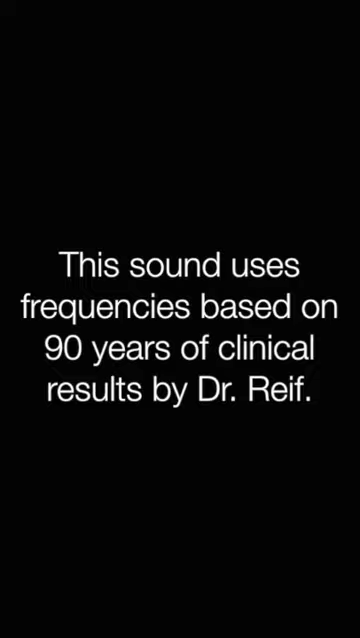 This sound uses
frequencies based on
90 years of clinical
results by Dr. Reif.